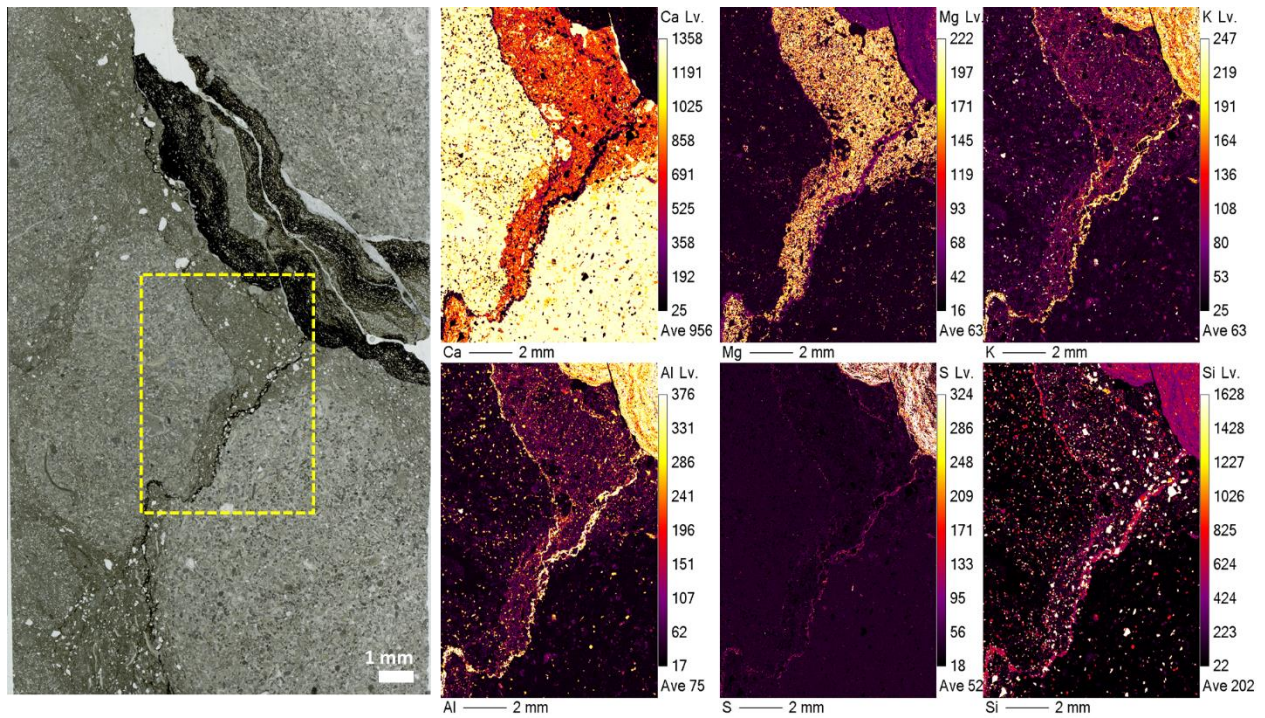 1 mm
Ca Lv.
1358
1191
1025
858
691
525
358
192
25
Ave 956
Ca 2 mm
Mg Lv.
222
197
171
145
119
93
68
42
16
Ave 63
Mg 2 mm
K Lv.
247
219
191
164
136
108
80
53
25
Ave 63
K 2 mm
Al Lv.
376
331
286
241
196
151
107
62
17
Ave 75
Al 2 mm
S Lv.
324
286
247
209
171
133
95
56
18
Ave 52
S 2 mm
Si Lv.
1628
1427
1227
1026
825
624
424
223
22
Ave 202
Si 2 mm